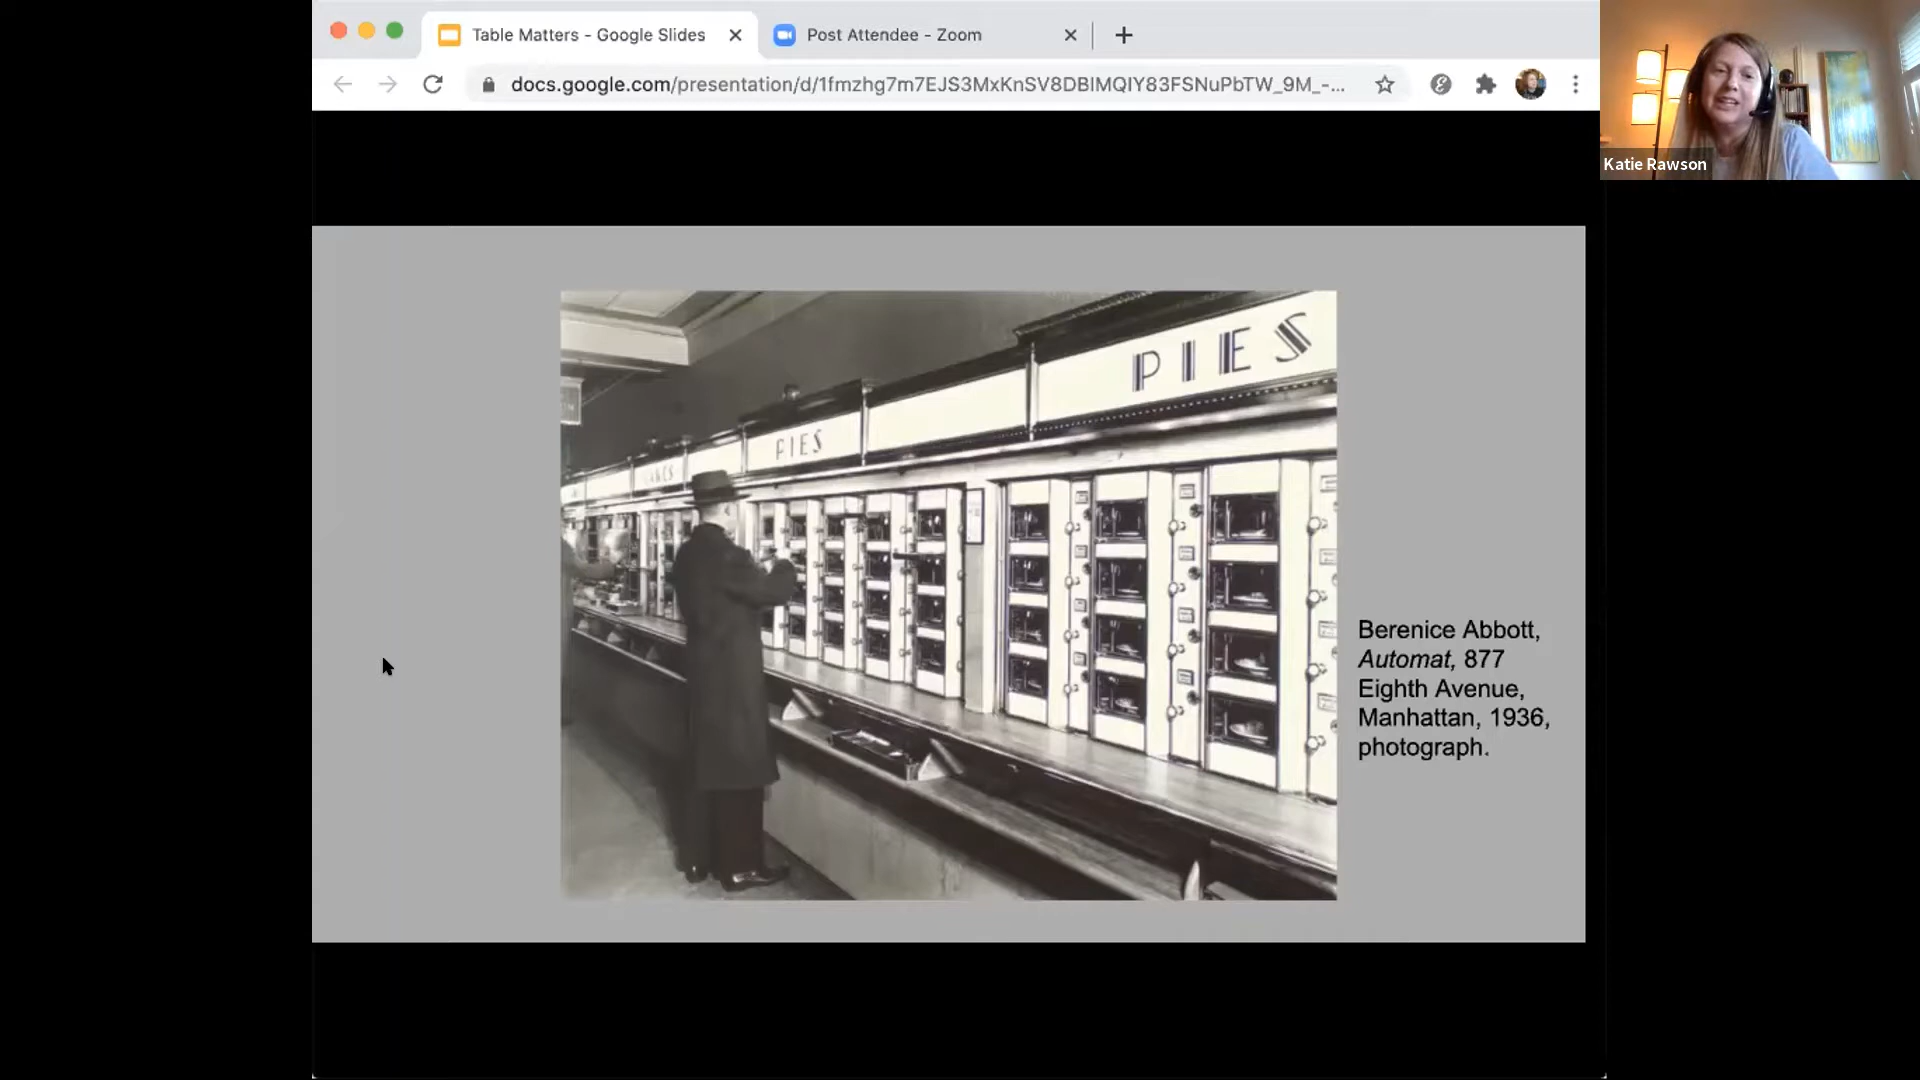 Table Matters - Google Slides
Post Attendee - Zoom
docs.google.com/presentation/d/1fmzhg7m7EJS3MxKnSV8DBIMQIY83FSNuPbTW_9M_-...
Katie Rawson
PIES
PIES
Berenice Abbott,
Automat, 877
Eighth Avenue,
Manhattan, 1936,
photograph.